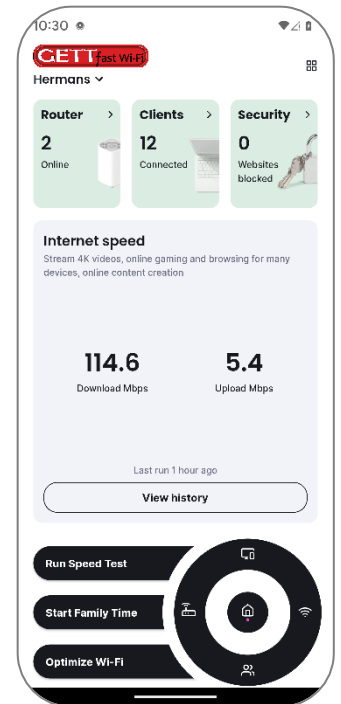 10:30
GETT fast Wi-Fi
Hermans
Router
2
Online
Clients
12
Connected
Security
0
Websites
blocked
Internet speed
Stream 4K videos, online gaming and browsing for many
devices, online content creation
114.6
Download Mbps
5.4
Upload Mbps
Last run 1 hour ago
View history
Run Speed Test
Start Family Time
Optimize Wi-Fi